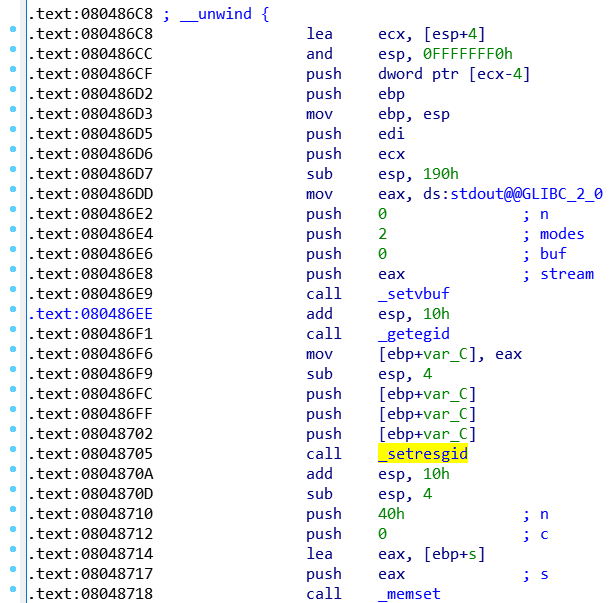 .text:080486C8 ; __unwind {
.text:080486C8 lea ecx, [esp+4]
.text:080486CC and esp, 0FFFFFFF0h
.text:080486CF push dword ptr [ecx-4]
.text:080486D2 push ebp
.text:080486D3 mov ebp, esp
.text:080486D5 push edi
.text:080486D6 push ecx
.text:080486D7 sub esp, 190h
.text:080486DD mov eax, ds:stdout@@GLIBC_2_0
.text:080486E2 push 0 ; n
.text:080486E4 push 2 ; modes
.text:080486E6 push 0 ; buf
.text:080486E8 push eax ; stream
.text:080486E9 call _setvbuf
.text:080486EE add esp, 10h
.text:080486F1 call _getegid
.text:080486F6 mov [ebp+var_C], eax
.text:080486F9 sub esp, 4
.text:080486FC push [ebp+var_C]
.text:080486FF push [ebp+var_C]
.text:08048702 push [ebp+var_C]
.text:08048705 call _setresgid
.text:0804870A add esp, 10h
.text:0804870D sub esp, 4
.text:08048710 push 40h ; n
.text:08048712 push 0 ; c
.text:08048714 lea eax, [ebp+s]
.text:08048717 push eax ; s
.text:08048718 call _memset